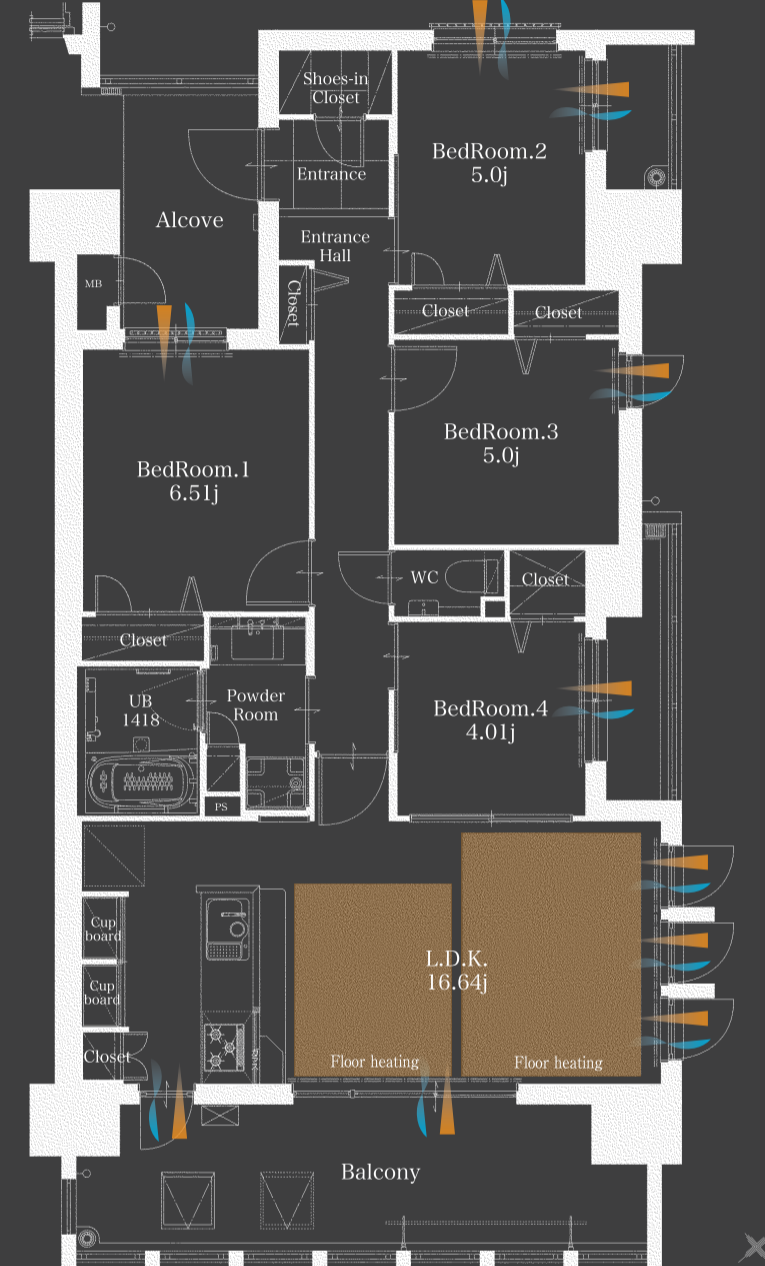 Shoes-in
Closet
BedRoom.2
5.0j
Entrance
Alcove
Entrance
Hall
MB
Closet
Closet
Closet
BedRoom.3
5.0j
BedRoom.1
6.51j
WC
Closet
Closet
UB
1418
Powder
Room
BedRoom.4
4.01j
PS
Cup
board
L.D.K.
16.64j
Cup
board
Closet
Floor heating
Floor heating
Balcony